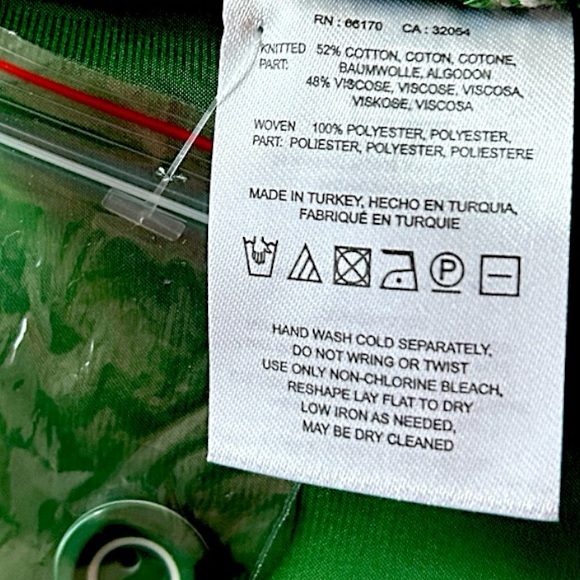 RN : 66170 CA : 32054
KNITTED PART: 52% COTTON, COTON, COTONE,
BAUMWOLLE, ALGODON
48% VISCOSE, VISCOSE, VISCOSA,
VISKOSE, VISCOSA
WOVEN PART: 100% POLYESTER, POLYESTER,
POLIESTER, POLYESTER, POLIESTERE
MADE IN TURKEY, HECHO EN TURQUIA,
FABRIQUÉ EN TURQUIE
P
HAND WASH COLD SEPARATELY,
DO NOT WRING OR TWIST
USE ONLY NON-CHLORINE BLEACH,
RESHAPE LAY FLAT TO DRY
LOW IRON AS NEEDED,
MAY BE DRY CLEANED